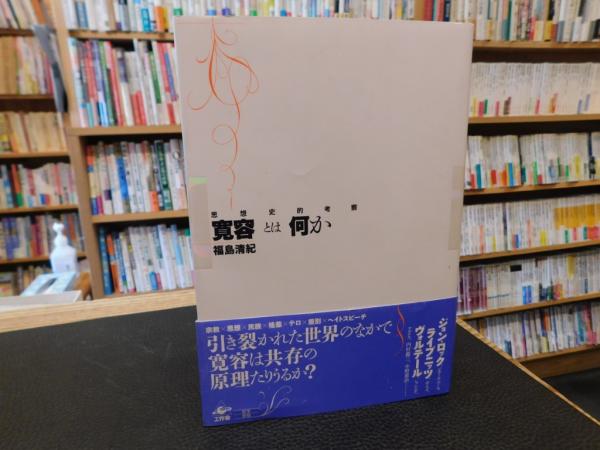 思想史的考察
寛容とは何か
福島清紀
宗教×思想×民族×格差×テロ×差別×ヘイトスピーチ
引き裂かれた世界のなかで
寛容は共存の
原理たりうるか?
ジョン・ロック
ライプニッツ
ヴォルテール
工作舎